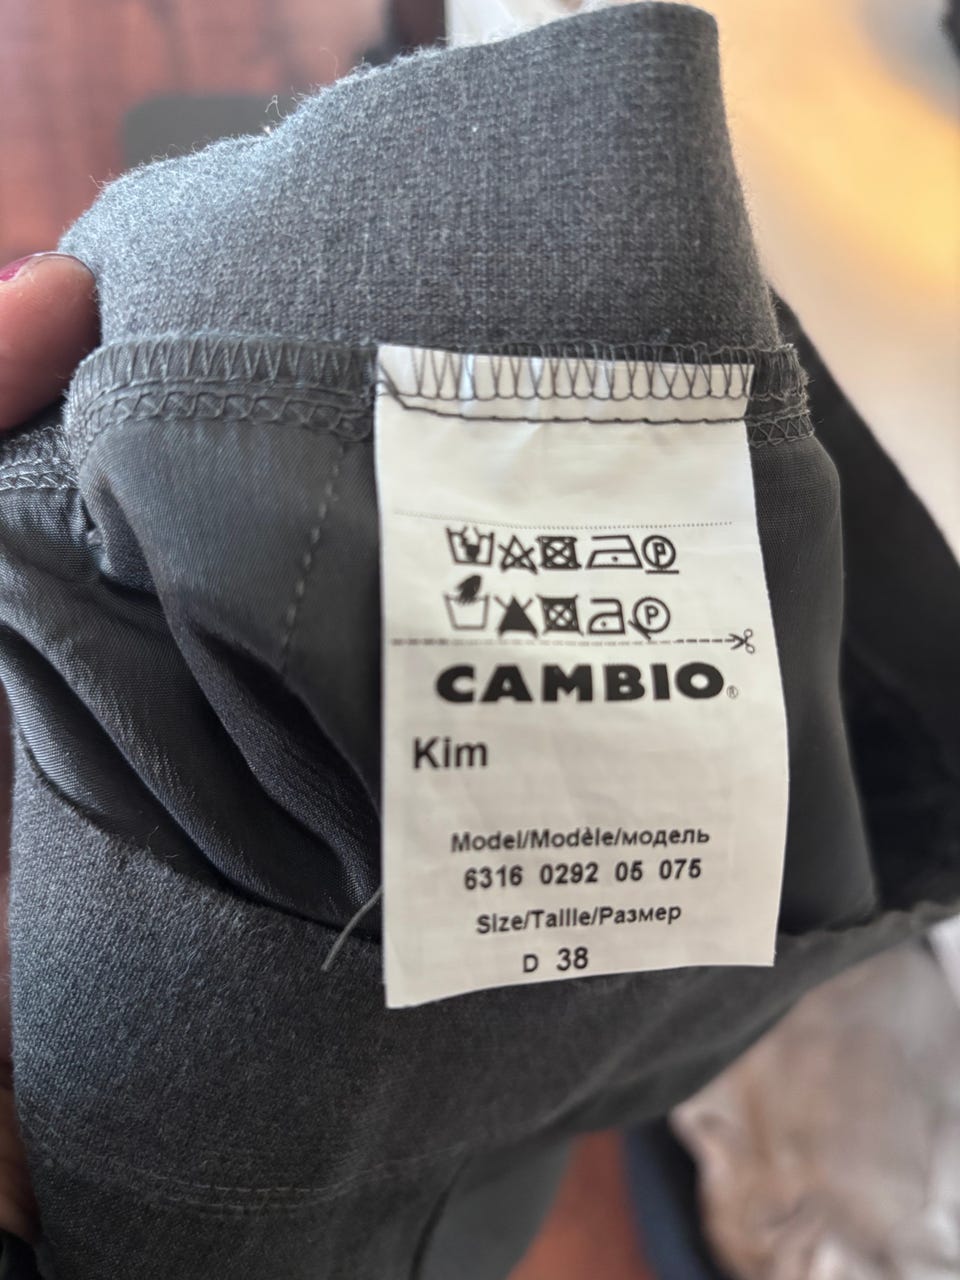 CAMBIO®
Kim
Model/Modèle/модель
6316 0292 05 075
Size/Taille/Размер
D 38